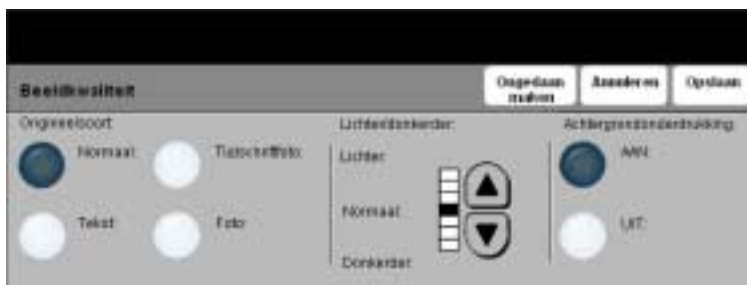 Beeldkwaliteit
Ongedaan
maken
Annuleren
Opslaan
Origineelsoort:
Normaal:
Tijdschriftfoto:
Tekst:
Foto:
Lichter/donkerder:
Lichter:
Normaal:
Donkerder:
Achtergrondonderdrukking:
AAN:
UIT: